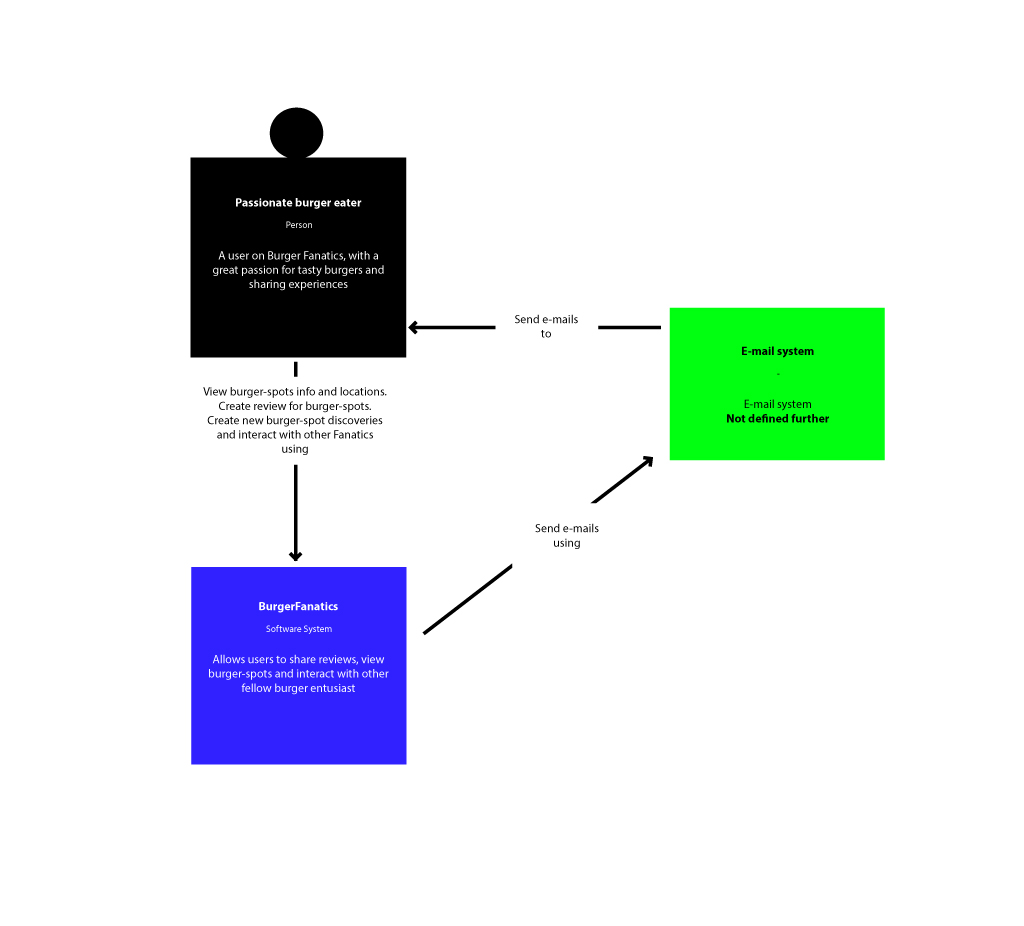 Passionate burger eater
Person
A user on Burger Fanatics, with a
great passion for tasty burgers and
sharing experiences
Send e-mails
to
E-mail system
-
E-mail system
Not defined further
View burger-spots info and locations.
Create review for burger-spots.
Create new burger-spot discoveries
and interact with other Fanatics
using
Send e-mails
using
BurgerFanatics
Software System
Allows users to share reviews, view
burger-spots and interact with other
fellow burger entusiast